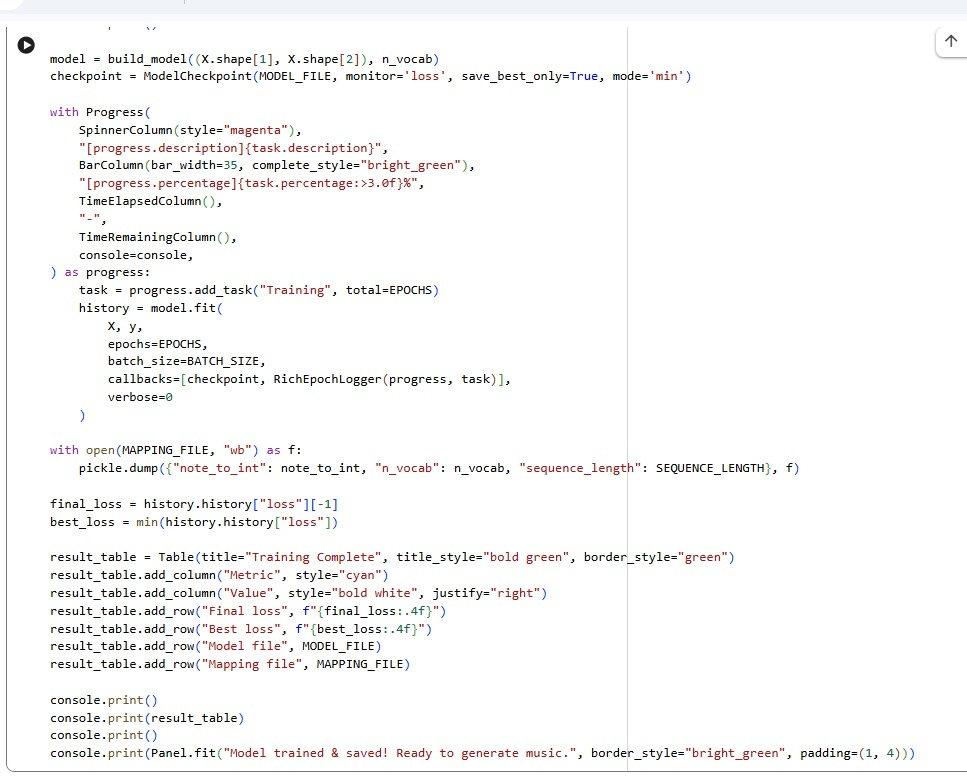 model = build_model((X.shape[1], X.shape[2]), n_vocab)
checkpoint = ModelCheckpoint(MODEL_FILE, monitor='loss', save_best_only=True, mode='min')

with Progress(
    SpinnerColumn(style="magenta"),
    "[progress.description]{task.description}",
    BarColumn(bar_width=35, complete_style="bright_green"),
    "[progress.percentage]{task.percentage:>3.0f}%",
    TimeElapsedColumn(),
    "-",
    TimeRemainingColumn(),
    console=console,
) as progress:
    task = progress.add_task("Training", total=EPOCHS)
    history = model.fit(
        X, y,
        epochs=EPOCHS,
        batch_size=BATCH_SIZE,
        callbacks=[checkpoint, RichEpochLogger(progress, task)],
        verbose=0
    )

with open(MAPPING_FILE, "wb") as f:
    pickle.dump({"note_to_int": note_to_int, "n_vocab": n_vocab, "sequence_length": SEQUENCE_LENGTH}, f)

final_loss = history.history["loss"][-1]
best_loss = min(history.history["loss"])

result_table = Table(title="Training Complete", title_style="bold green", border_style="green")
result_table.add_column("Metric", style="cyan")
result_table.add_column("Value", style="bold white", justify="right")
result_table.add_row("Final loss", f"{final_loss:.4f}")
result_table.add_row("Best loss", f"{best_loss:.4f}")
result_table.add_row("Model file", MODEL_FILE)
result_table.add_row("Mapping file", MAPPING_FILE)

console.print()
console.print(result_table)
console.print()
console.print(Panel.fit("Model trained & saved! Ready to generate music.", border_style="bright_green", padding=(1, 4)))